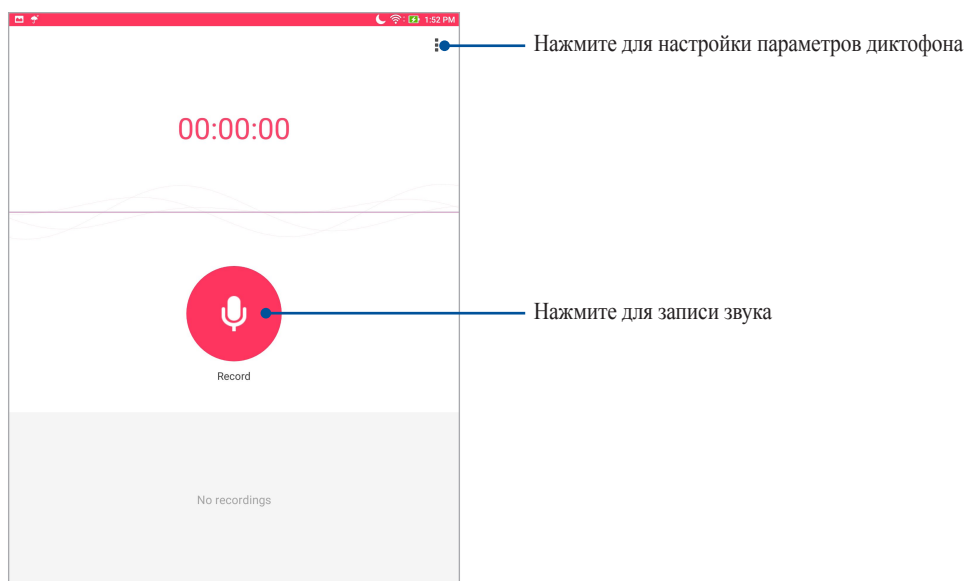 1:52 PM
Нажмите для настройки параметров диктофона
00:00:00
Нажмите для записи звука
Record
No recordings